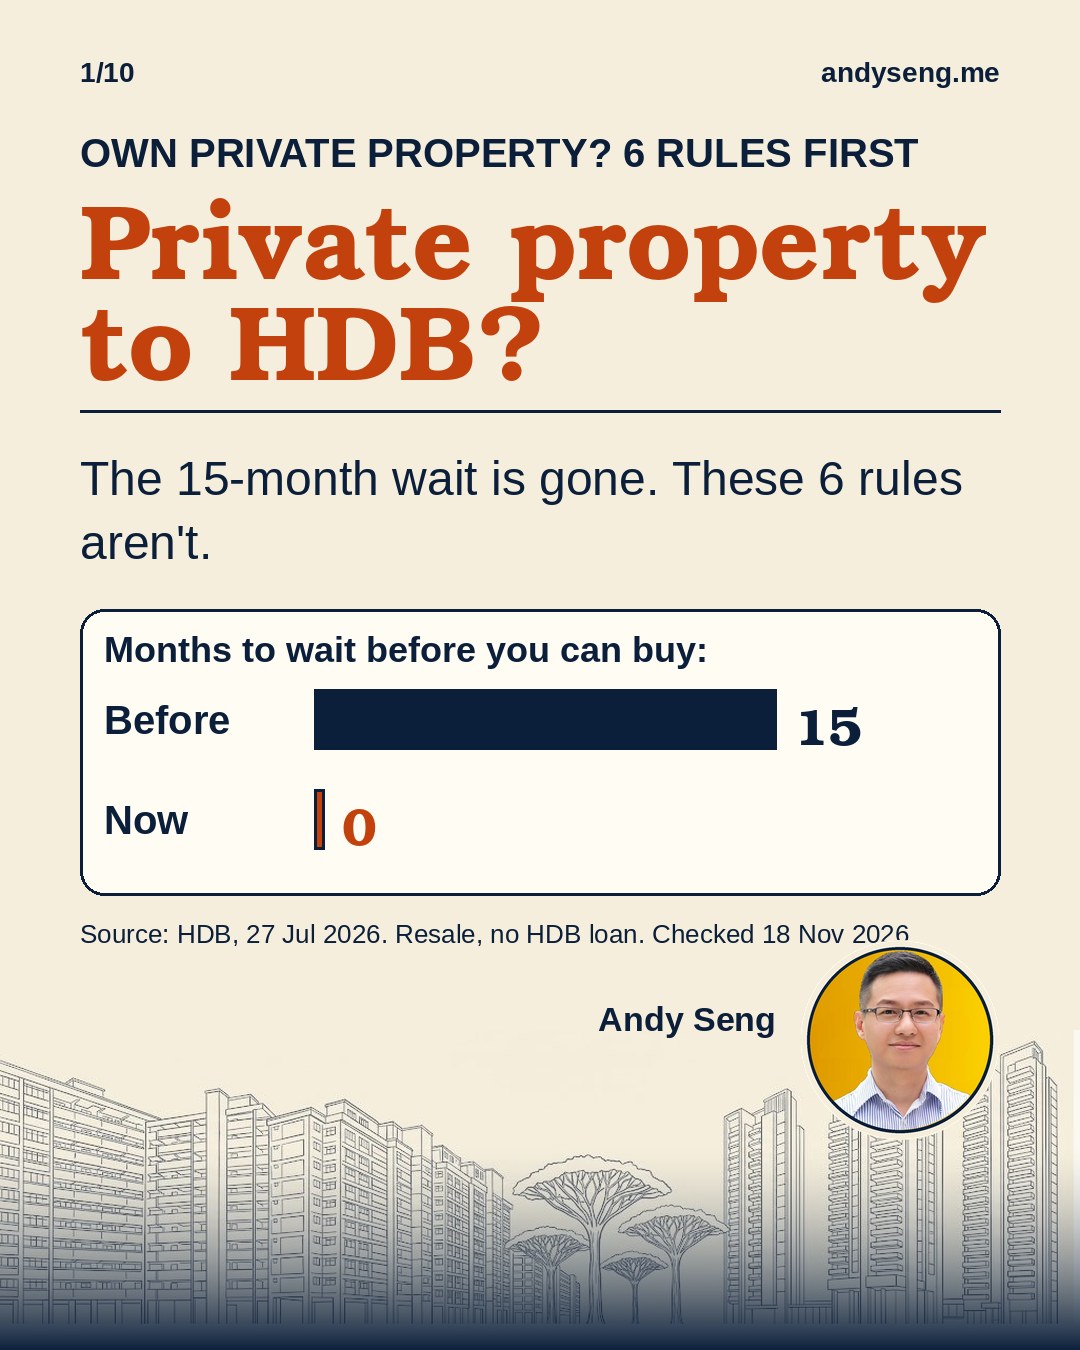 1/10
andyseng.me
OWN PRIVATE PROPERTY? 6 RULES FIRST
Private property
to HDB?
The 15-month wait is gone. These 6 rules
aren't.
Months to wait before you can buy:
Before
15
Now
0
Source: HDB, 27 Jul 2026. Resale, no HDB loan. Checked 18 Nov 2026
Andy Seng